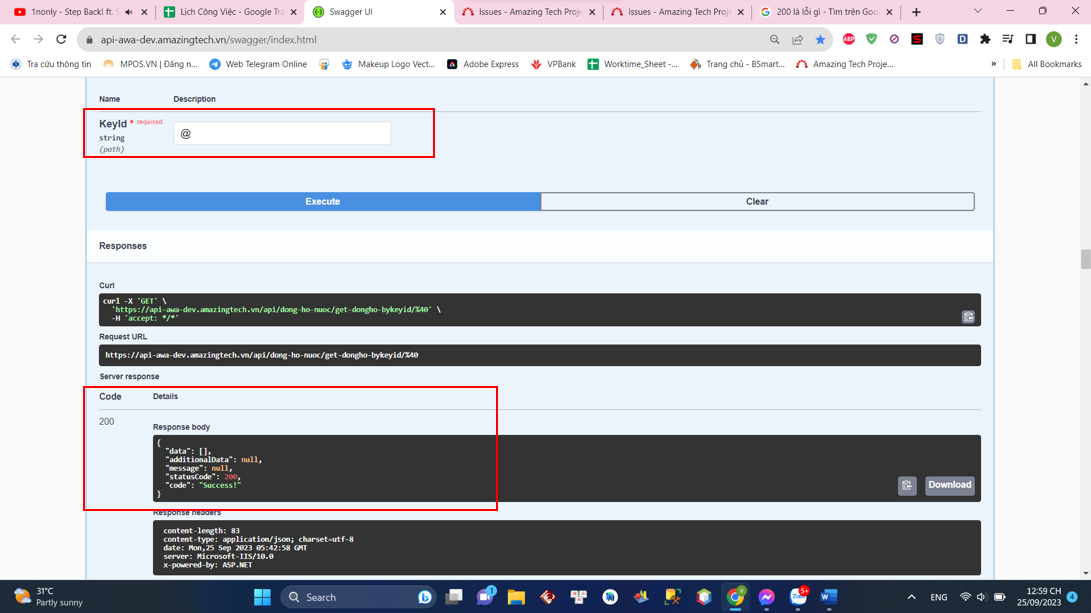 1nonly - Step Back! ft. S
Lịch Công Việc - Google Tra
Swagger UI
Issues - Amazing Tech Proje
Issues - Amazing Tech Proje
200 là lỗi gì - Tìm trên Goo
api-awa-dev.amazingtech.vn/swagger/index.html
Tra cứu thông tin
MPOS.VN | Đăng n...
Web Telegram Online
Makeup Logo Vect...
Adobe Express
VPBank
Worktime_Sheet -...
Trang chủ - BSmart...
Amazing Tech Proje...
»
All Bookmarks
Name Description
KeyId * required
string
(path)
@
Execute Clear
Responses
Curl
curl -X 'GET' \
'https://api-awa-dev.amazingtech.vn/api/dong-ho-nuoc/get-dongho-bykeyid/%40' \
-H 'accept: */*'
Request URL
https://api-awa-dev.amazingtech.vn/api/dong-ho-nuoc/get-dongho-bykeyid/%40
Server response
Code Details
200
Response body
{
"data": [],
"additionalData": null,
"message": null,
"statusCode": 200,
"code": "Success!"
}
Download
Response headers
content-length: 83
content-type: application/json; charset=utf-8
date: Mon,25 Sep 2023 05:42:58 GMT
server: Microsoft-IIS/10.0
x-powered-by: ASP.NET
31°C
Partly sunny
Search
1
5+
ENG
12:59 CH
25/09/2023
4